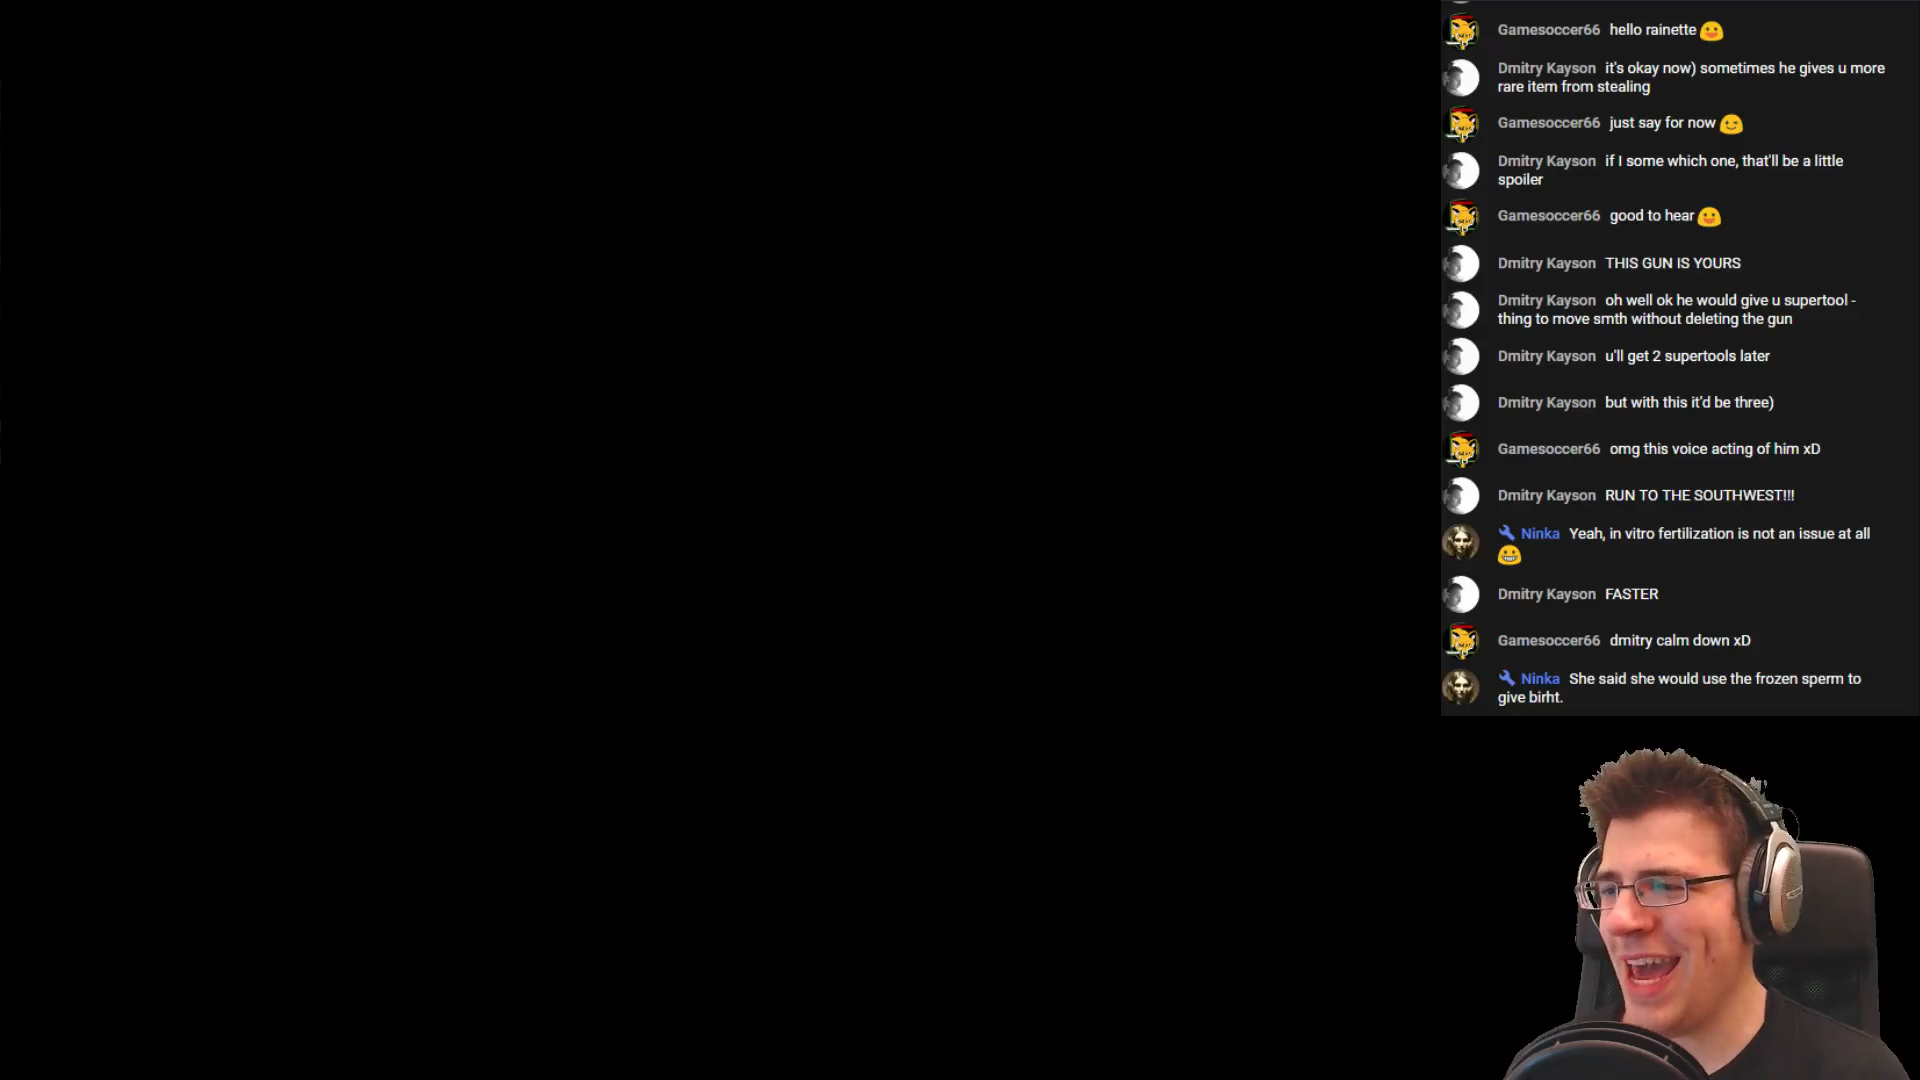 Gamesoccer66 hello rainette
Dmitry Kayson it's okay now) sometimes he gives u more
rare item from stealing
Gamesoccer66 just say for now
Dmitry Kayson if I some which one, that'll be a little
spoiler
Gamesoccer66 good to hear
Dmitry Kayson THIS GUN IS YOURS
Dmitry Kayson oh well ok he would give u supertool -
thing to move smth without deleting the gun
Dmitry Kayson u'll get 2 supertools later
Dmitry Kayson but with this it'd be three)
Gamesoccer66 omg this voice acting of him xD
Dmitry Kayson RUN TO THE SOUTHWEST!!!
Ninka Yeah, in vitro fertilization is not an issue at all
Dmitry Kayson FASTER
Gamesoccer66 dmitry calm down xD
Ninka She said she would use the frozen sperm to
give birht.